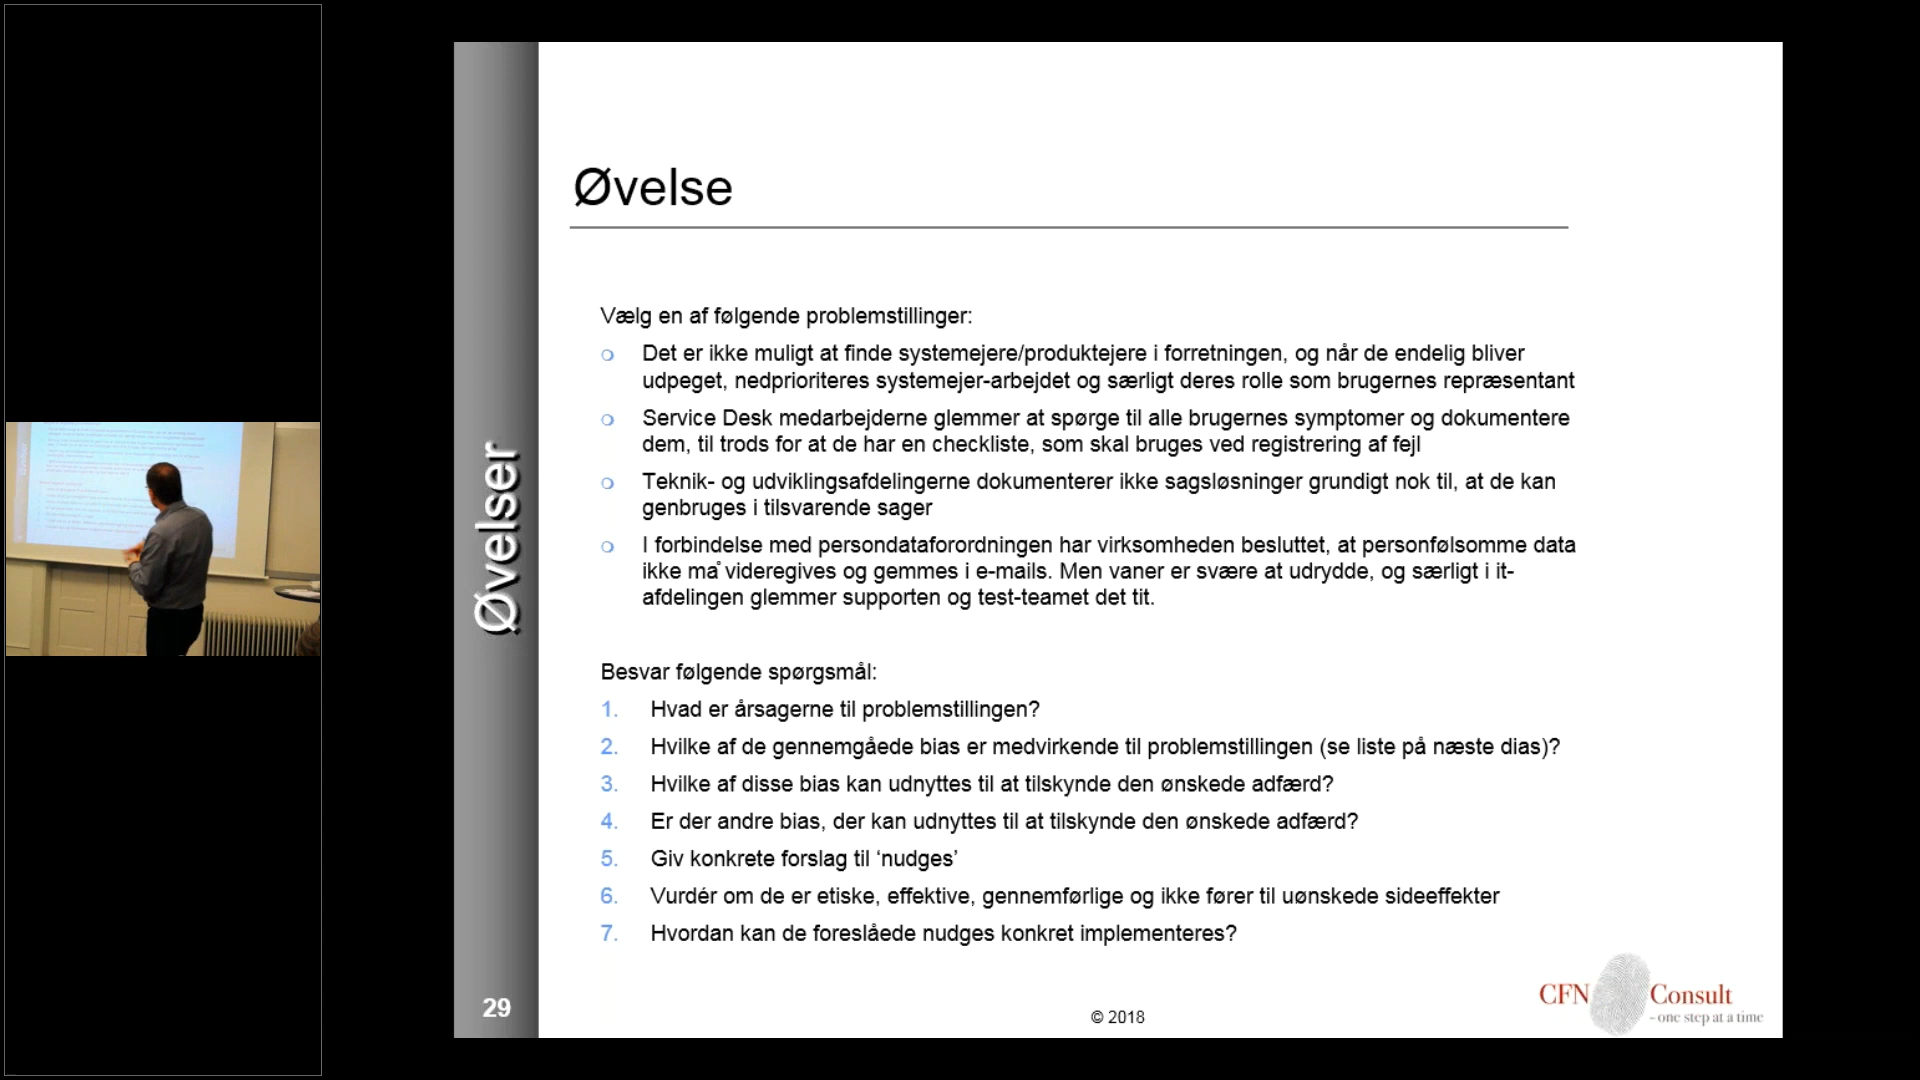 Øvelse
Vælg en af følgende problemstillinger:
Det er ikke muligt at finde systemejere/produktejere i forretningen, og når de endelig bliver
udpeget, nedprioriteres systemejer-arbejdet og særligt deres rolle som brugernes repræsentant
Service Desk medarbejderne glemmer at spørge til alle brugernes symptomer og dokumentere
dem, til trods for at de har en checkliste, som skal bruges ved registrering af fejl
Teknik- og udviklingsafdelingerne dokumenterer ikke sagsløsninger grundigt nok til, at de kan
genbruges i tilsvarende sager
I forbindelse med persondataforordningen har virksomheden besluttet, at personfølsomme data
ikke må videregives og gemmes i e-mails. Men vaner er svære at udrydde, og særligt i it-
afdelingen glemmer supporten og test-teamet det tit.
Besvar følgende spørgsmål:
1. Hvad er årsagerne til problemstillingen?
2. Hvilke af de gennemgåede bias er medvirkende til problemstillingen (se liste på næste dias)?
3. Hvilke af disse bias kan udnyttes til at tilskynde den ønskede adfærd?
4. Er der andre bias, der kan udnyttes til at tilskynde den ønskede adfærd?
5. Giv konkrete forslag til ‘nudges’
6. Vurdér om de er etiske, effektive, gennemførlige og ikke fører til uønskede sideeffekter
7. Hvordan kan de foreslåede nudges konkret implementeres?
Øvelser
29
© 2018
CFN Consult
- one step at a time